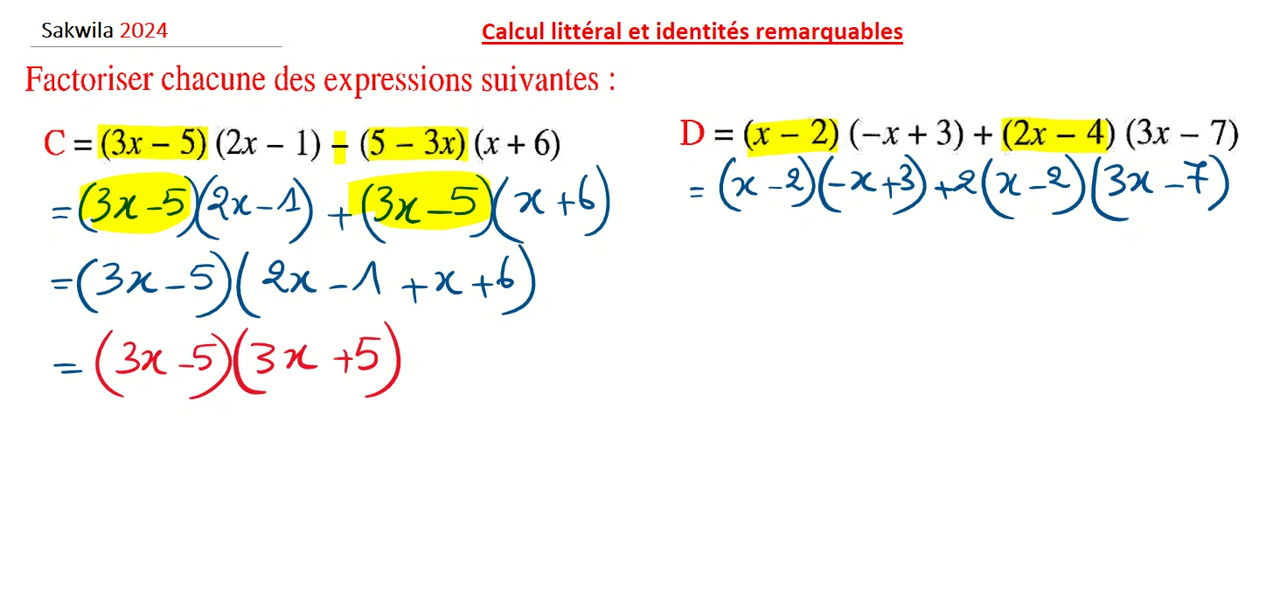 Sakwila 2024
Calcul littéral et identités remarquables
Factoriser chacune des expressions suivantes :
C = (3x − 5) (2x − 1) − (5 − 3x) (x + 6)
= (3x − 5)(2x − 1) + (3x − 5)(x + 6)
= (3x − 5)(2x − 1 + x + 6)
= (3x − 5)(3x + 5)
D = (x − 2) (−x + 3) + (2x − 4) (3x − 7)
= (x − 2)(−x + 3) + 2(x − 2)(3x − 7)